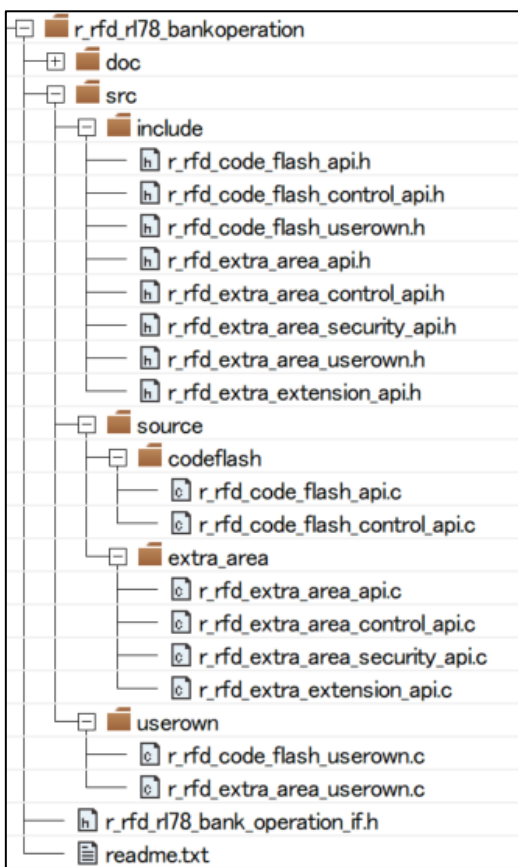 r_rfd_rl78_bankoperation
doc
src
include
r_rfd_code_flash_api.h
r_rfd_code_flash_control_api.h
r_rfd_code_flash_userown.h
r_rfd_extra_area_api.h
r_rfd_extra_area_control_api.h
r_rfd_extra_area_security_api.h
r_rfd_extra_area_userown.h
r_rfd_extra_extension_api.h
source
codeflash
r_rfd_code_flash_api.c
r_rfd_code_flash_control_api.c
extra_area
r_rfd_extra_area_api.c
r_rfd_extra_area_control_api.c
r_rfd_extra_area_security_api.c
r_rfd_extra_extension_api.c
userown
r_rfd_code_flash_userown.c
r_rfd_extra_area_userown.c
r_rfd_rl78_bank_operation_if.h
readme.txt